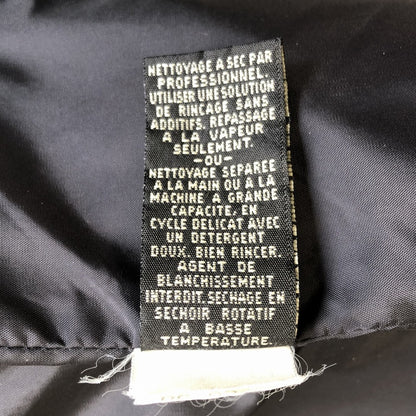 NETTOYAGE A SEC PAR
PROFESSIONNEL.
UTILISER UNE SOLUTION
DE RINCAGE SANS
ADDITIFS. REPASSAGE
A LA VAPEUR
SEULEMENT.
-OU-
NETTOYAGE SEPAREE
A LA MAIN OU À LA
MACHINE A GRANDE
CAPACITE, EN
CYCLE DELICAT AVEC
UN DETERGENT
DOUX. BIEN RINCER.
AGENT DE
BLANCHISSEMENT
INTERDIT. SECHAGE EN
SECHOIR ROTATIF
A BASSE
TEMPERATURE.